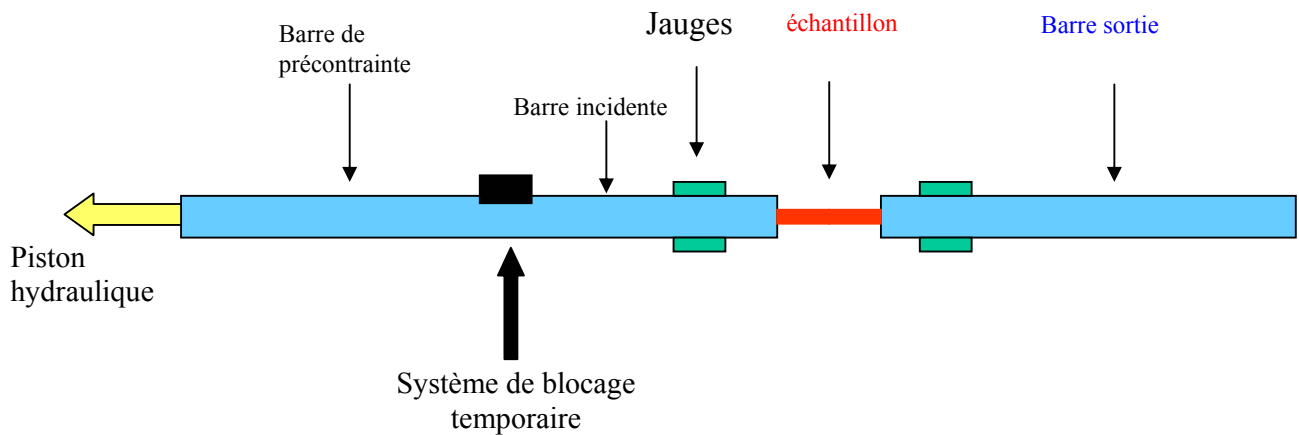 Jauges
échantillon
Barre sortie
Barre de
précontrainte
Barre incidente
Piston
hydraulique
Système de blocage
temporaire